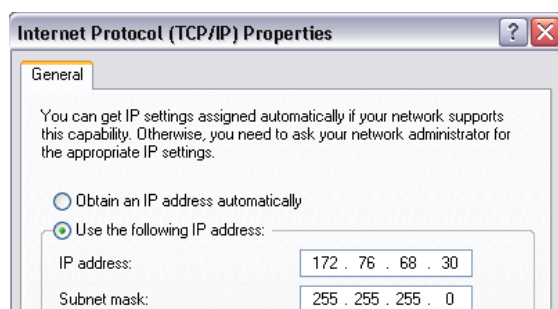 Internet Protocol (TCP/IP) Properties
General
You can get IP settings assigned automatically if your network supports
this capability. Otherwise, you need to ask your network administrator for
the appropriate IP settings.
Obtain an IP address automatically
Use the following IP address:
IP address: 172 . 76 . 68 . 30
Subnet mask: 255 . 255 . 255 . 0